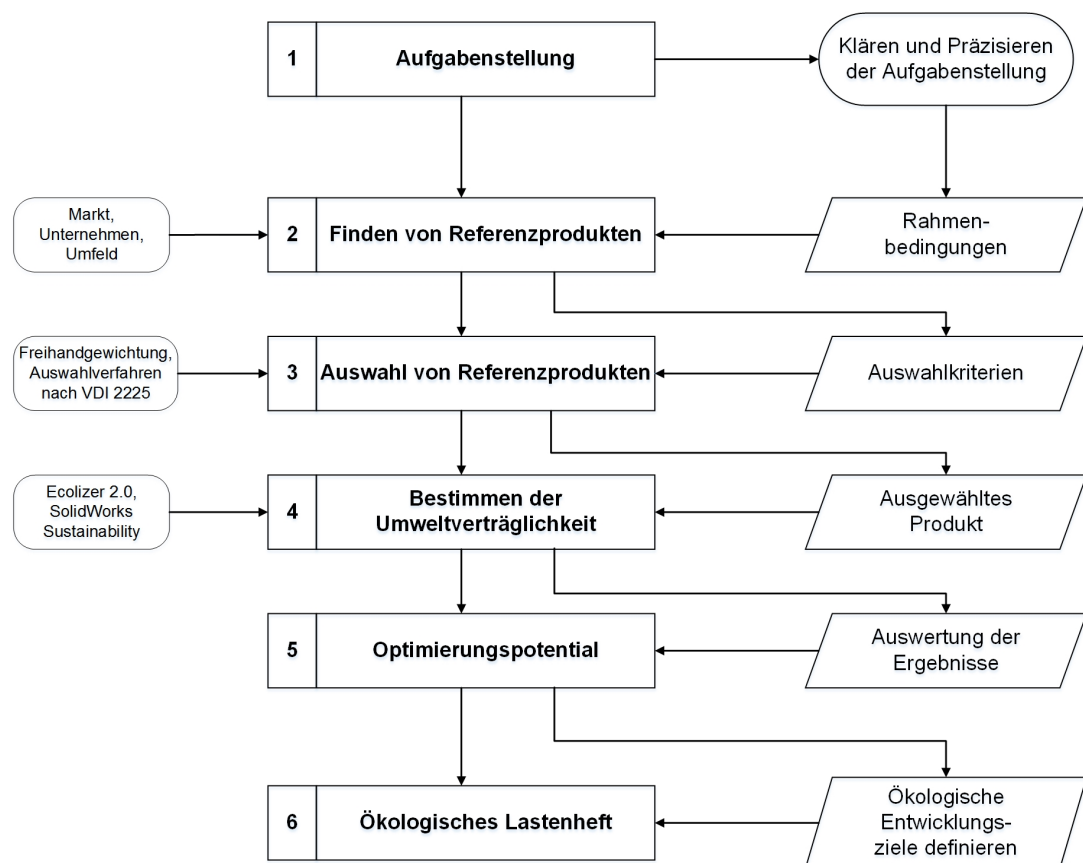 1
Aufgabenstellung
Klären und Präzisieren
der Aufgabenstellung
Markt,
Unternehmen,
Umfeld
2
Finden von Referenzprodukten
Rahmen-
bedingungen
Freihandgewichtung,
Auswahlverfahren
nach VDI 2225
3
Auswahl von Referenzprodukten
Auswahlkriterien
Ecolizer 2.0,
SolidWorks
Sustainability
4
Bestimmen der
Umweltverträglichkeit
Ausgewähltes
Produkt
5
Optimierungspotential
Auswertung der
Ergebnisse
6
Ökologisches Lastenheft
Ökologische
Entwicklungs-
ziele definieren